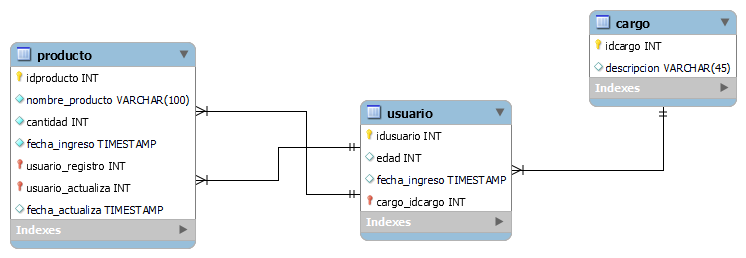 producto
idproducto INT
nombre_producto VARCHAR(100)
cantidad INT
fecha_ingreso TIMESTAMP
usuario_registro INT
usuario_actualiza INT
fecha_actualiza TIMESTAMP
Indexes
usuario
idusuario INT
edad INT
fecha_ingreso TIMESTAMP
cargo_idcargo INT
Indexes
cargo
idcargo INT
descripcion VARCHAR(45)
Indexes